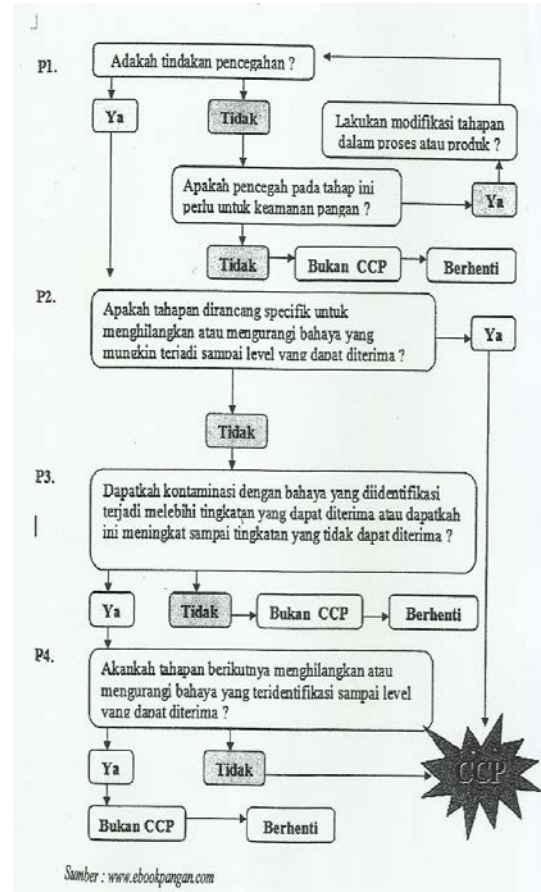 P1.
Adakah tindakan pencegahan ?
Ya
Tidak
Lakukan modifikasi tahapan
dalam proses atau produk ?
Apakah pencegah pada tahap ini
perlu untuk keamanan pangan ?
Ya
Tidak
Bukan CCP
Berhenti
P2.
Apakah tahapan dirancang specifik untuk
menghilangkan atau mengurangi bahaya yang
mungkin terjadi sampai level yang dapat diterima ?
Ya
Tidak
P3.
Dapatkah kontaminasi dengan bahaya yang diidentifikasi
terjadi melebihi tingkatan yang dapat diterima atau dapatkah
ini meningkat sampai tingkatan yang tidak dapat diterima ?
Ya
Tidak
Bukan CCP
Berhenti
P4.
Akankah tahapan berikutnya menghilangkan atau
mengurangi bahaya yang teridentifikasi sampai level
yang dapat diterima ?
Ya
Tidak
CCP
Bukan CCP
Berhenti
Sumber : www.ebookpangan.com